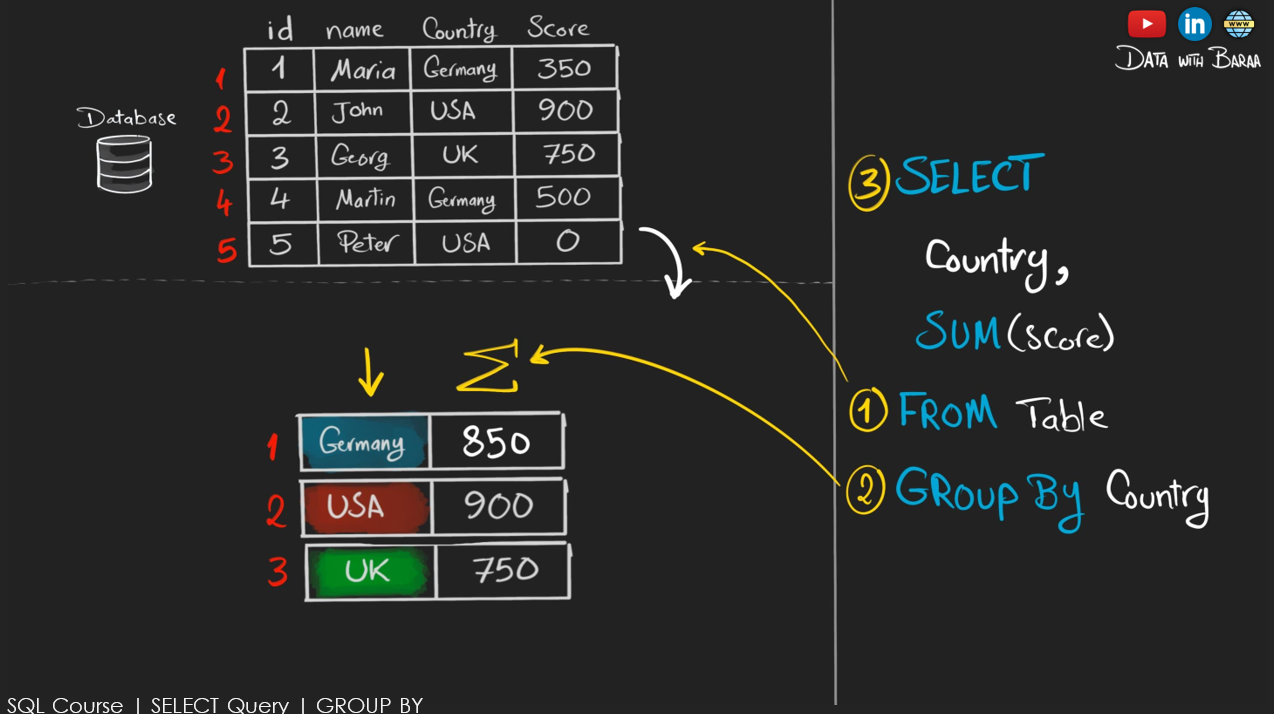 id name Country Score
1 1 Maria Germany 350
2 2 John USA 900
3 3 Georg UK 750
4 4 Martin Germany 500
5 5 Peter USA 0
Database
Σ
1 Germany 850
2 USA 900
3 UK 750
WWW
DATA WITH BARAA
3 SELECT
Country,
SUM(score)
1 FROM Table
2 GROUP BY Country
in
SQL Course | SELECT Query | GROUP BY